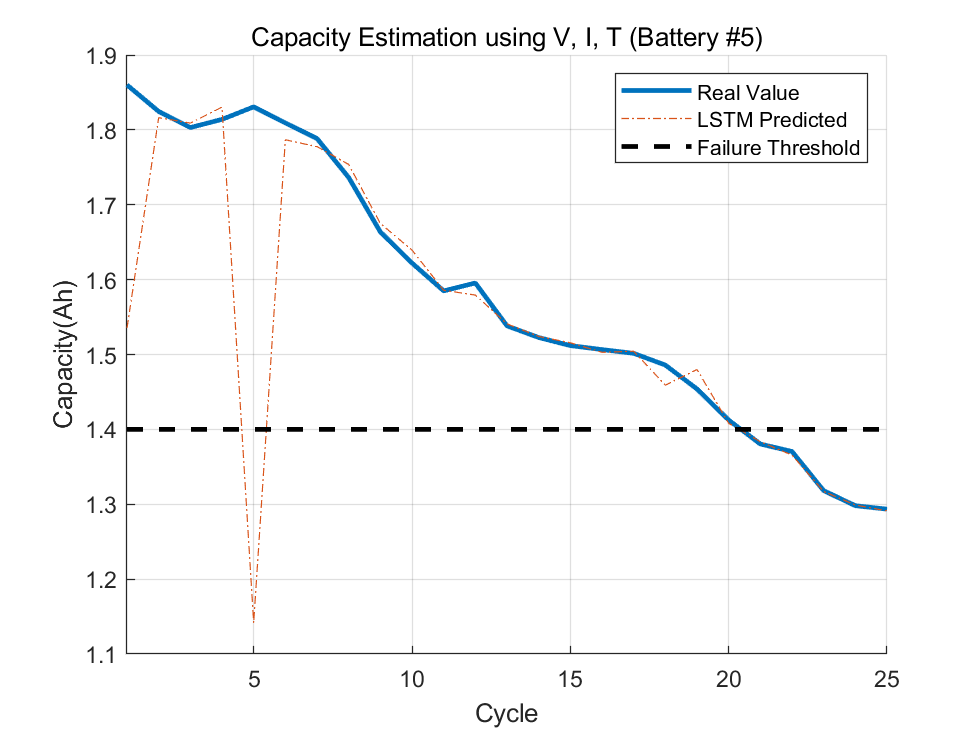 Capacity Estimation using V, I, T (Battery #5)
1.9
1.8
1.7
1.6
1.5
1.4
1.3
1.2
1.1
Capacity(Ah)
Real Value
LSTM Predicted
Failure Threshold
5 10 15 20 25
Cycle